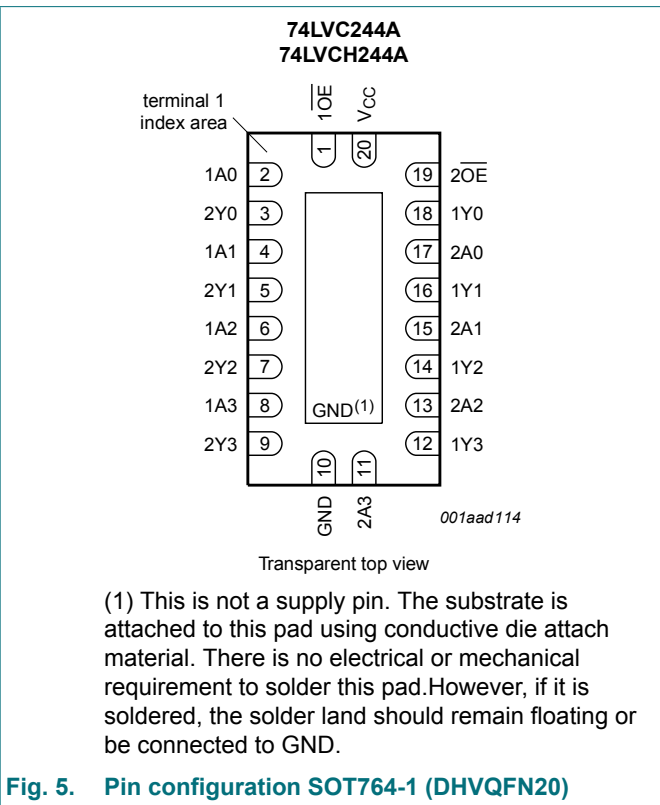 74LVC244A
74LVCH244A
terminal 1
index area
1OE
VCC
1
20
1A0 2 19 2OE
2Y0 3 18 1Y0
1A1 4 17 2A0
2Y1 5 16 1Y1
1A2 6 15 2A1
2Y2 7 14 1Y2
1A3 8 13 2A2
GND(1)
2Y3 9 12 1Y3
10
11
GND
2A3
001aad114
Transparent top view
(1) This is not a supply pin. The substrate is
attached to this pad using conductive die attach
material. There is no electrical or mechanical
requirement to solder this pad.However, if it is
soldered, the solder land should remain floating or
be connected to GND.
Fig. 5. Pin configuration SOT764-1 (DHVQFN20)